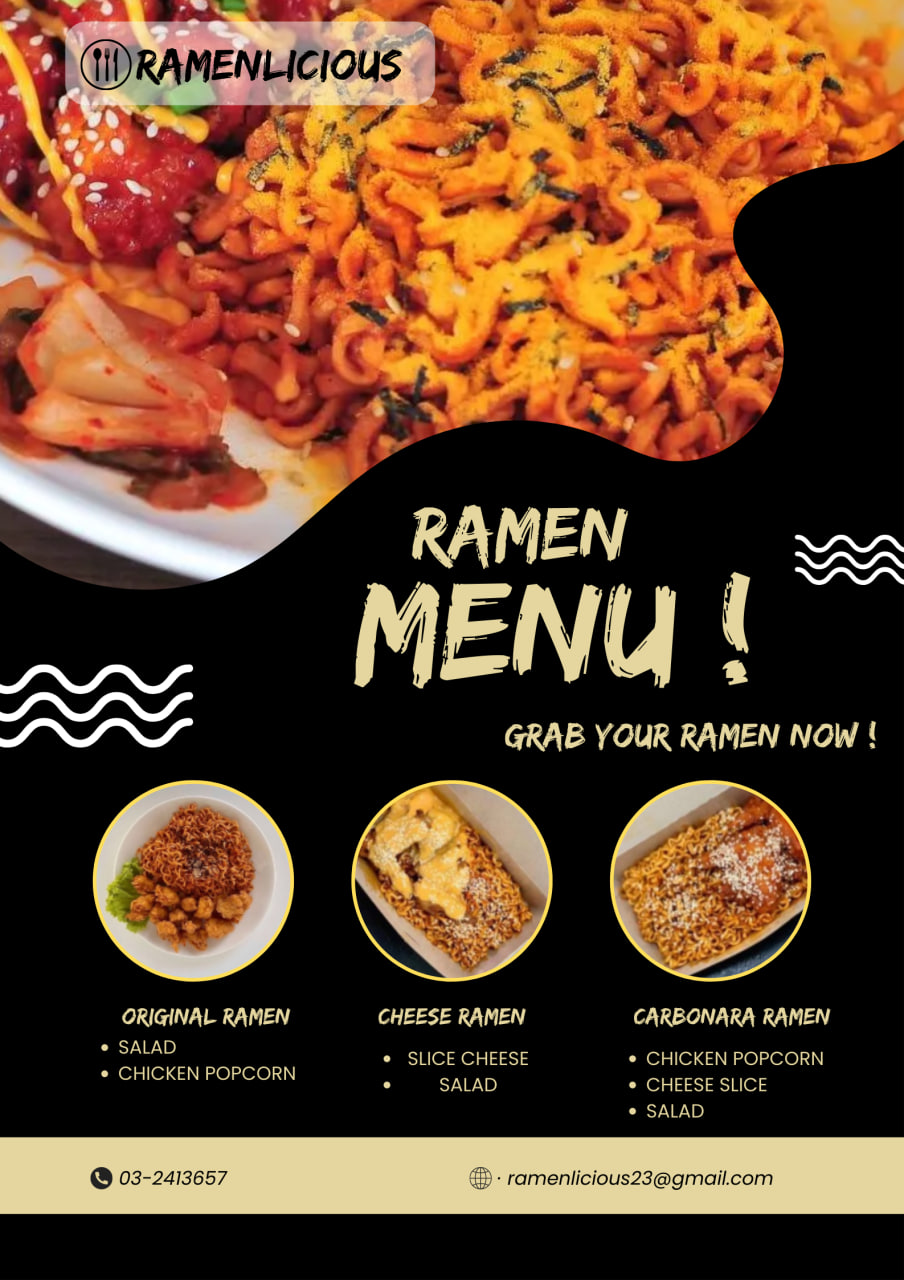 RAMENLICIOUS
RAMEN
MENU !
GRAB YOUR RAMEN NOW !
ORIGINAL RAMEN
• SALAD
• CHICKEN POPCORN
CHEESE RAMEN
• SLICE CHEESE
• SALAD
CARBONARA RAMEN
• CHICKEN POPCORN
• CHEESE SLICE
• SALAD
03-2413657
· ramenlicious23@gmail.com